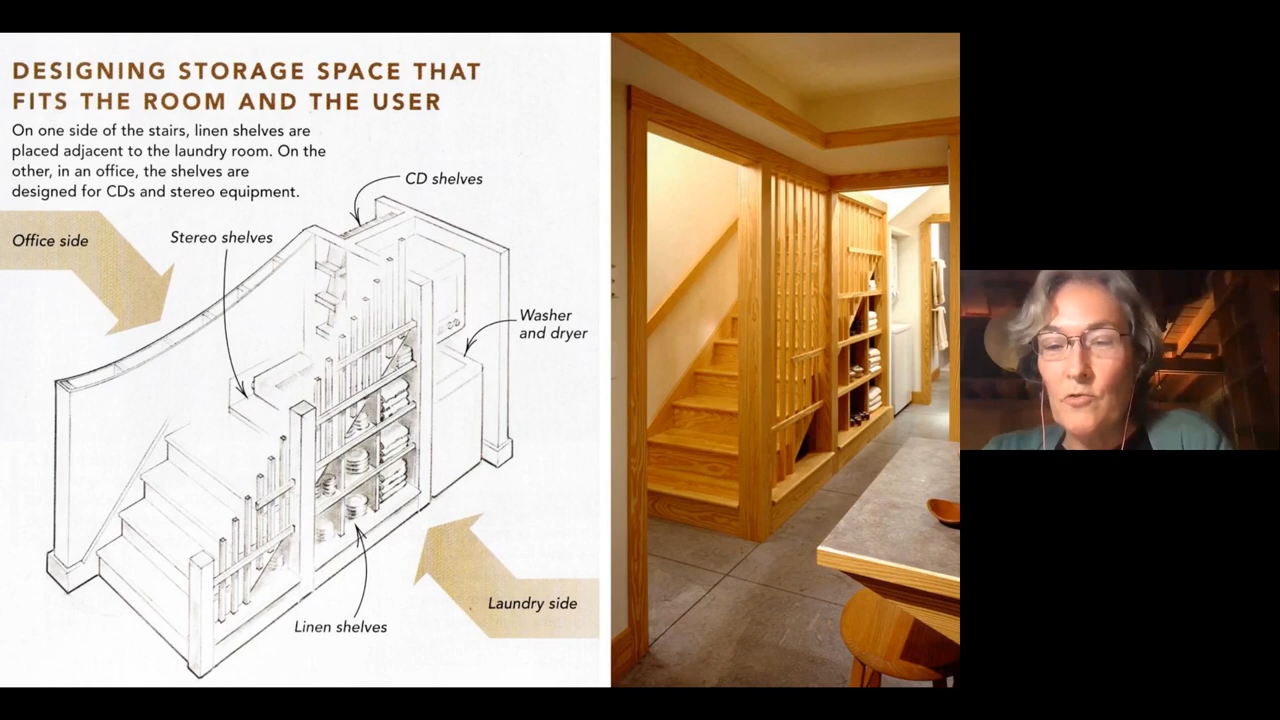 DESIGNING STORAGE SPACE THAT
FITS THE ROOM AND THE USER
On one side of the stairs, linen shelves are
placed adjacent to the laundry room. On the
other, in an office, the shelves are
designed for CDs and stereo equipment.
CD shelves
Office side
Stereo shelves
Washer
and dryer
Laundry side
Linen shelves